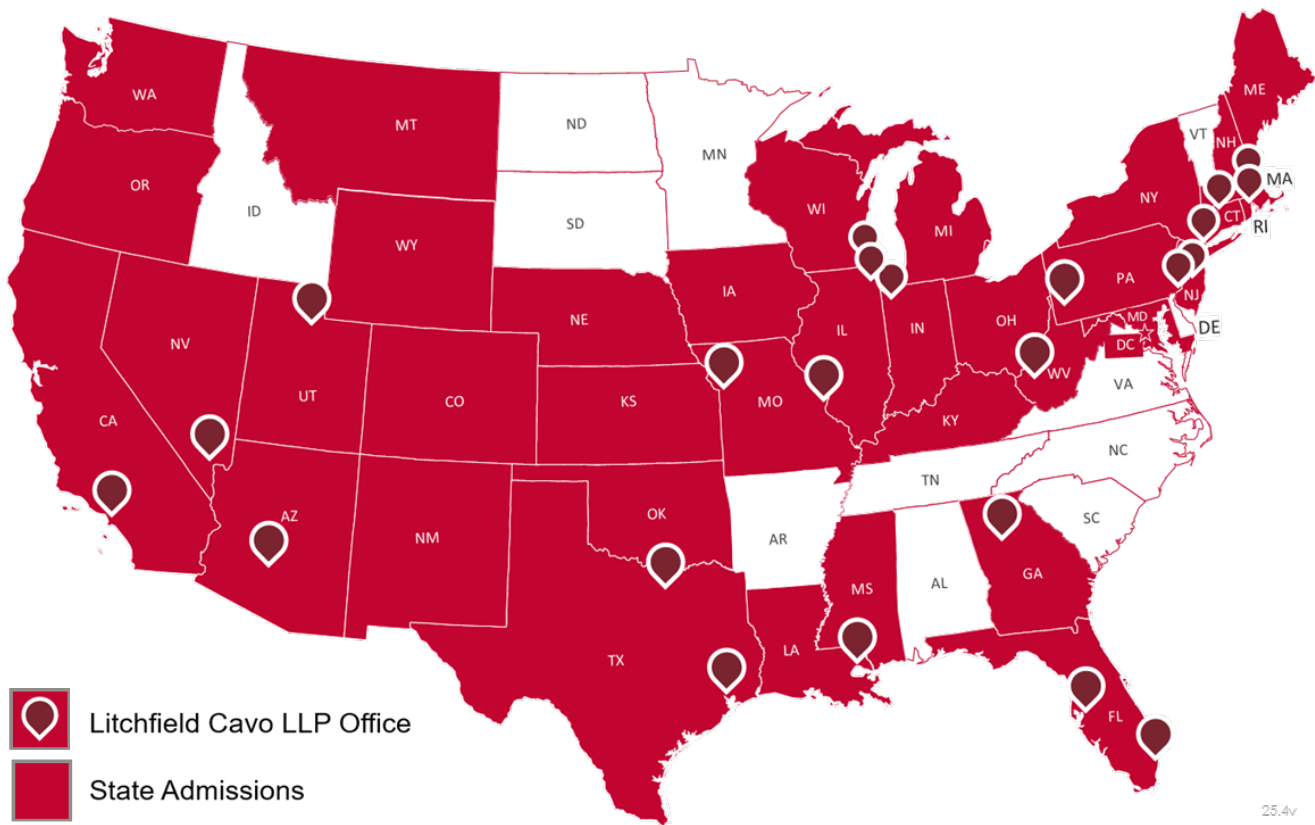 WA
MT
ND
MN
OR
ID
SD
WY
WI
MI
ME
VT
NH
NY
MA
CT
RI
IA
NE
PA
NV
UT
CO
KS
MO
IL
IN
OH
NJ
MD
DE
DC
WV
VA
KY
CA
AZ
NM
OK
AR
TN
NC
SC
MS
AL
GA
TX
LA
FL
Litchfield Cavo LLP Office
State Admissions
25.4v